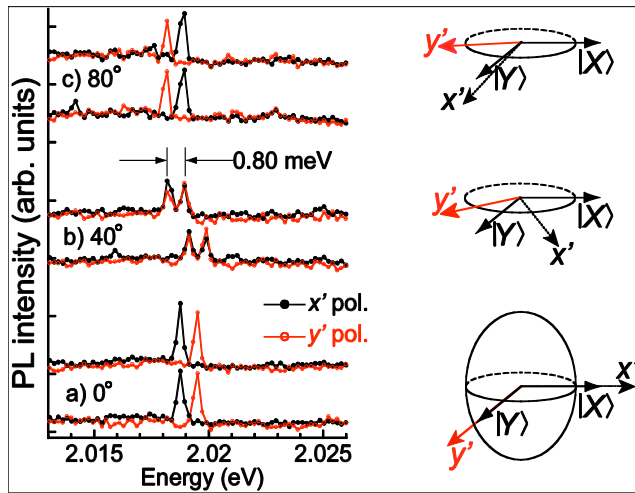 PL intensity (arb. units)
c) 80°
0.80 meV
b) 40°
x' pol.
y' pol.
a) 0°
2.015
2.02
2.025
Energy (eV)
y'
|Y⟩
|X⟩
x'
y'
|Y⟩
|X⟩
x'
x'
|Y⟩
|X⟩
y'